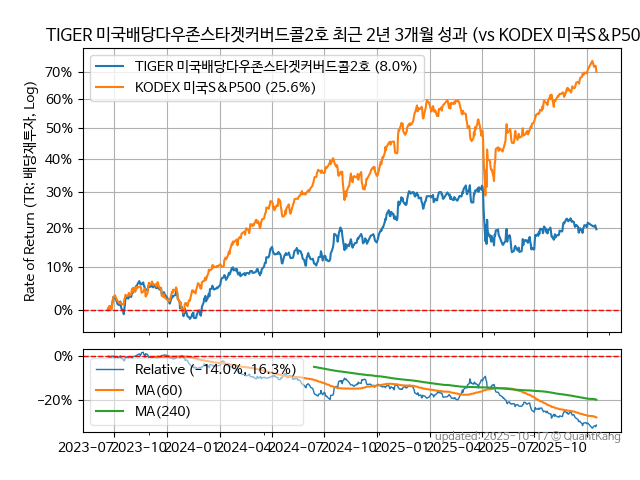 TIGER 미국배당다우존스타겟커버드콜2호 최근 2년 3개월 성과 (vs KODEX 미국S&P50
TIGER 미국배당다우존스타겟커버드콜2호 (8.0%)
KODEX 미국S&P500 (25.6%)
Rate of Return (TR: 배당재투자, Log)
70%
60%
50%
40%
30%
20%
10%
0%
Relative (−14.0%, 16.3%)
MA(60)
MA(240)
0%
−20%
2023-07
2023-10
2024-01
2024-04
2024-07
2024-10
2025-01
2025-04
2025-07
2025-10
updated: 2025-10-17 © QuantKang